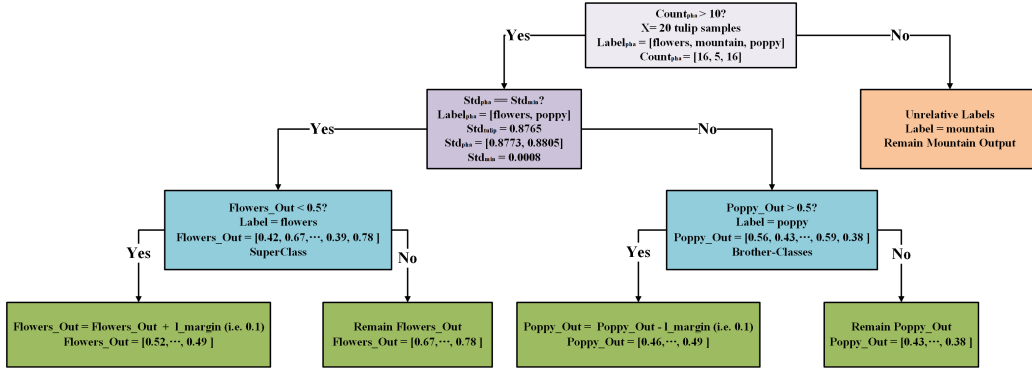 Count_pha > 10?
X= 20 tulip samples
Label_pha = [flowers, mountain, poppy]
Count_pha = [16, 5, 16]
Yes
No
Std_pha == Std_min?
Label_pha = [flowers, poppy]
Std_tulip = 0.8765
Std_pha = [0.8773, 0.8805]
Std_min = 0.0008
Unrelative Labels
Label = mountain
Remain Mountain Output
Yes
No
Flowers_Out < 0.5?
Label = flowers
Flowers_Out = [0.42, 0.67,⋯, 0.39, 0.78 ]
SuperClass
Poppy_Out > 0.5?
Label = poppy
Poppy_Out = [0.56, 0.43,⋯, 0.59, 0.38 ]
Brother-Classes
Yes
No
Yes
No
Flowers_Out = Flowers_Out + l_margin (i.e. 0.1)
Flowers_Out = [0.52,⋯, 0.49 ]
Remain Flowers_Out
Flowers_Out = [0.67,⋯, 0.78 ]
Poppy_Out = Poppy_Out - l_margin (i.e. 0.1)
Poppy_Out = [0.46,⋯, 0.49 ]
Remain Poppy_Out
Poppy_Out = [0.43,⋯, 0.38 ]